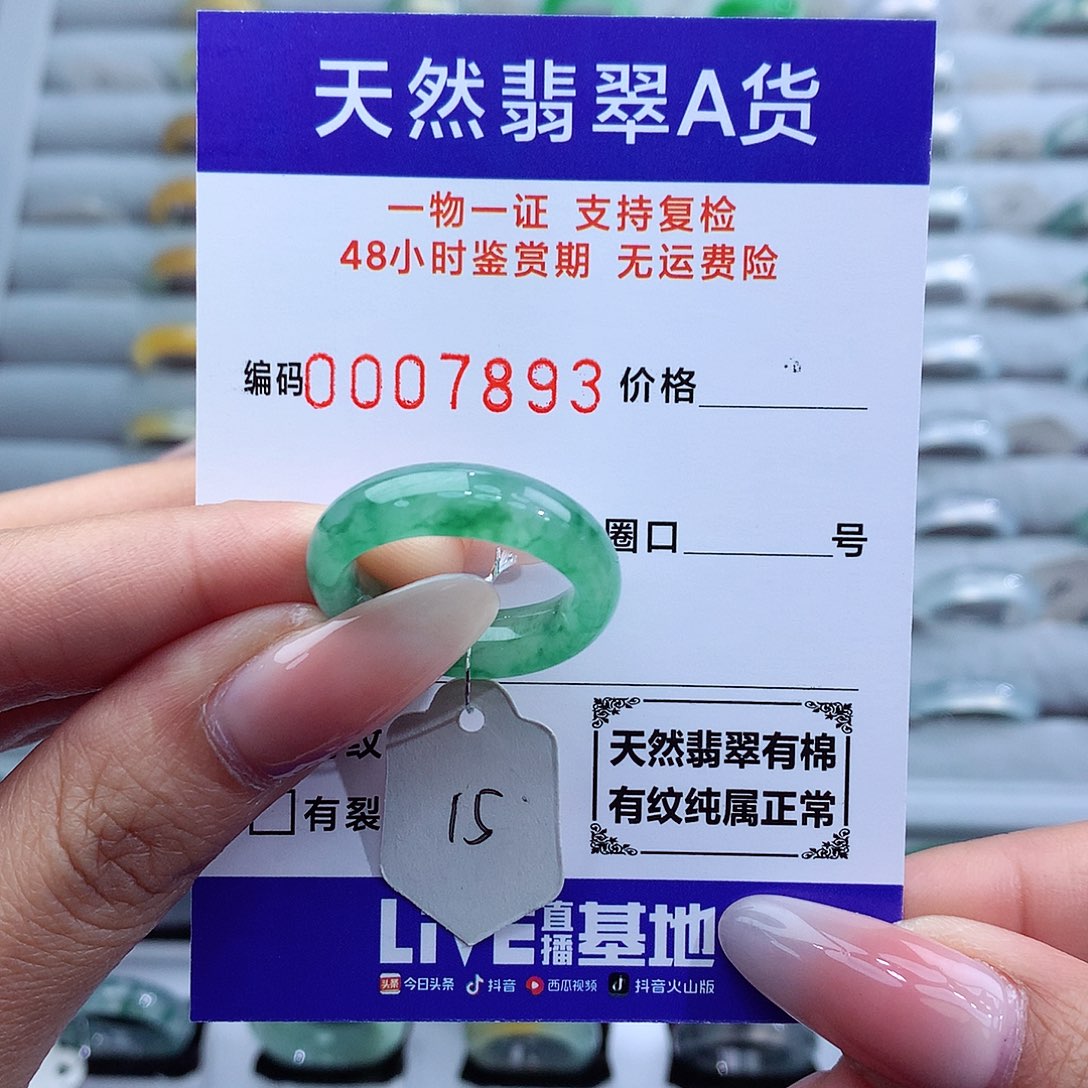 天然翡翠A货
一物一证 支持复检
48小时鉴赏期 无运费险
编码0007893 价格
圈口 号
纹
有裂
15
天然翡翠有棉
有纹纯属正常
LiVE直播基地
头条 今日头条 抖音 西瓜视频 抖音火山版